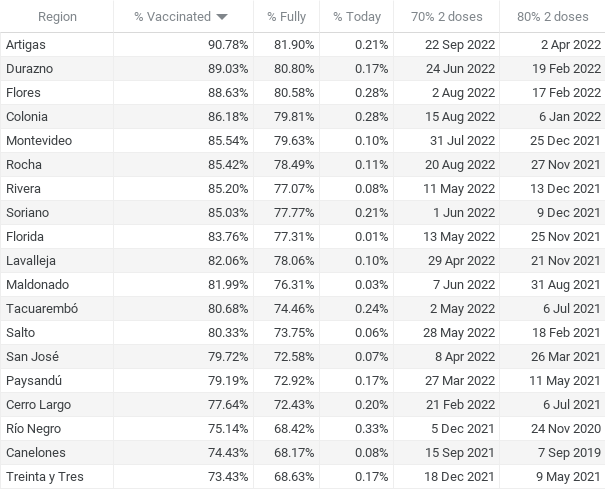 Region % Vaccinated % Fully % Today 70% 2 doses 80% 2 doses
Artigas 90.78% 81.90% 0.21% 22 Sep 2022 2 Apr 2022
Durazno 89.03% 80.80% 0.17% 24 Jun 2022 19 Feb 2022
Flores 88.63% 80.58% 0.28% 2 Aug 2022 17 Feb 2022
Colonia 86.18% 79.81% 0.28% 15 Aug 2022 6 Jan 2022
Montevideo 85.54% 79.63% 0.10% 31 Jul 2022 25 Dec 2021
Rocha 85.42% 78.49% 0.11% 20 Aug 2022 27 Nov 2021
Rivera 85.20% 77.07% 0.08% 11 May 2022 13 Dec 2021
Soriano 85.03% 77.77% 0.21% 1 Jun 2022 9 Dec 2021
Florida 83.76% 77.31% 0.01% 13 May 2022 25 Nov 2021
Lavalleja 82.06% 78.06% 0.10% 29 Apr 2022 21 Nov 2021
Maldonado 81.99% 76.31% 0.03% 7 Jun 2022 31 Aug 2021
Tacuarembó 80.68% 74.46% 0.24% 2 May 2022 6 Jul 2021
Salto 80.33% 73.75% 0.06% 28 May 2022 18 Feb 2021
San José 79.72% 72.58% 0.07% 8 Apr 2022 26 Mar 2021
Paysandú 79.19% 72.92% 0.17% 27 Mar 2022 11 May 2021
Cerro Largo 77.64% 72.43% 0.20% 21 Feb 2022 6 Jul 2021
Río Negro 75.14% 68.42% 0.33% 5 Dec 2021 24 Nov 2020
Canelones 74.43% 68.17% 0.08% 15 Sep 2021 7 Sep 2019
Treinta y Tres 73.43% 68.63% 0.17% 18 Dec 2021 9 May 2021